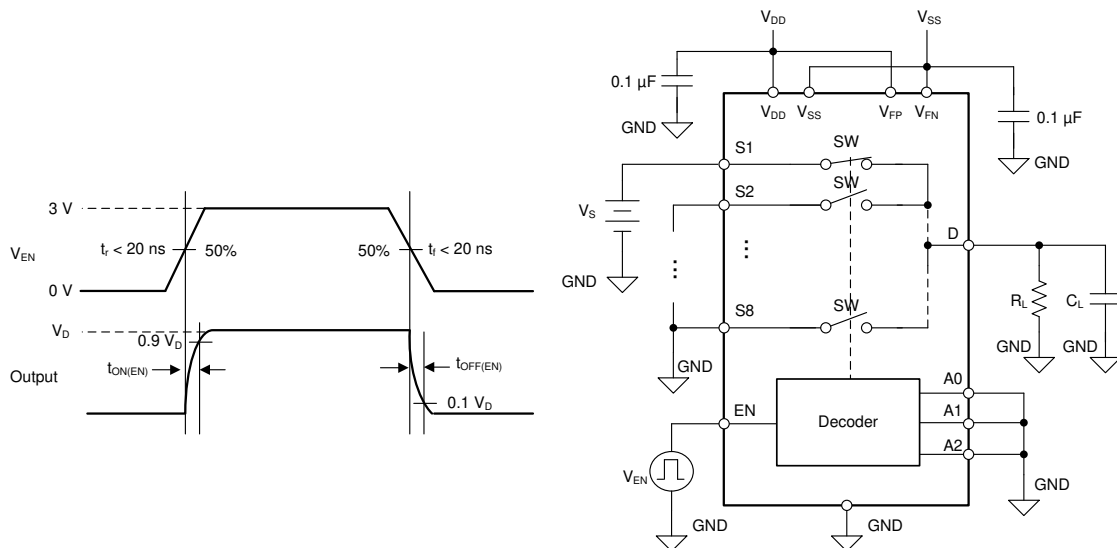 3 V
V_EN
0 V
t_r < 20 ns
50%
50%
t_f < 20 ns
V_D
0.9 V_D
Output
t_ON(EN)
t_OFF(EN)
0.1 V_D
V_DD
V_SS
0.1 µF
GND
V_DD
V_SS
V_FP
V_FN
0.1 µF
GND
S1
SW
S2
SW
V_S
GND
...
...
D
S8
SW
R_L
C_L
GND
GND
GND
EN
Decoder
A0
A1
A2
V_EN
GND
GND
GND